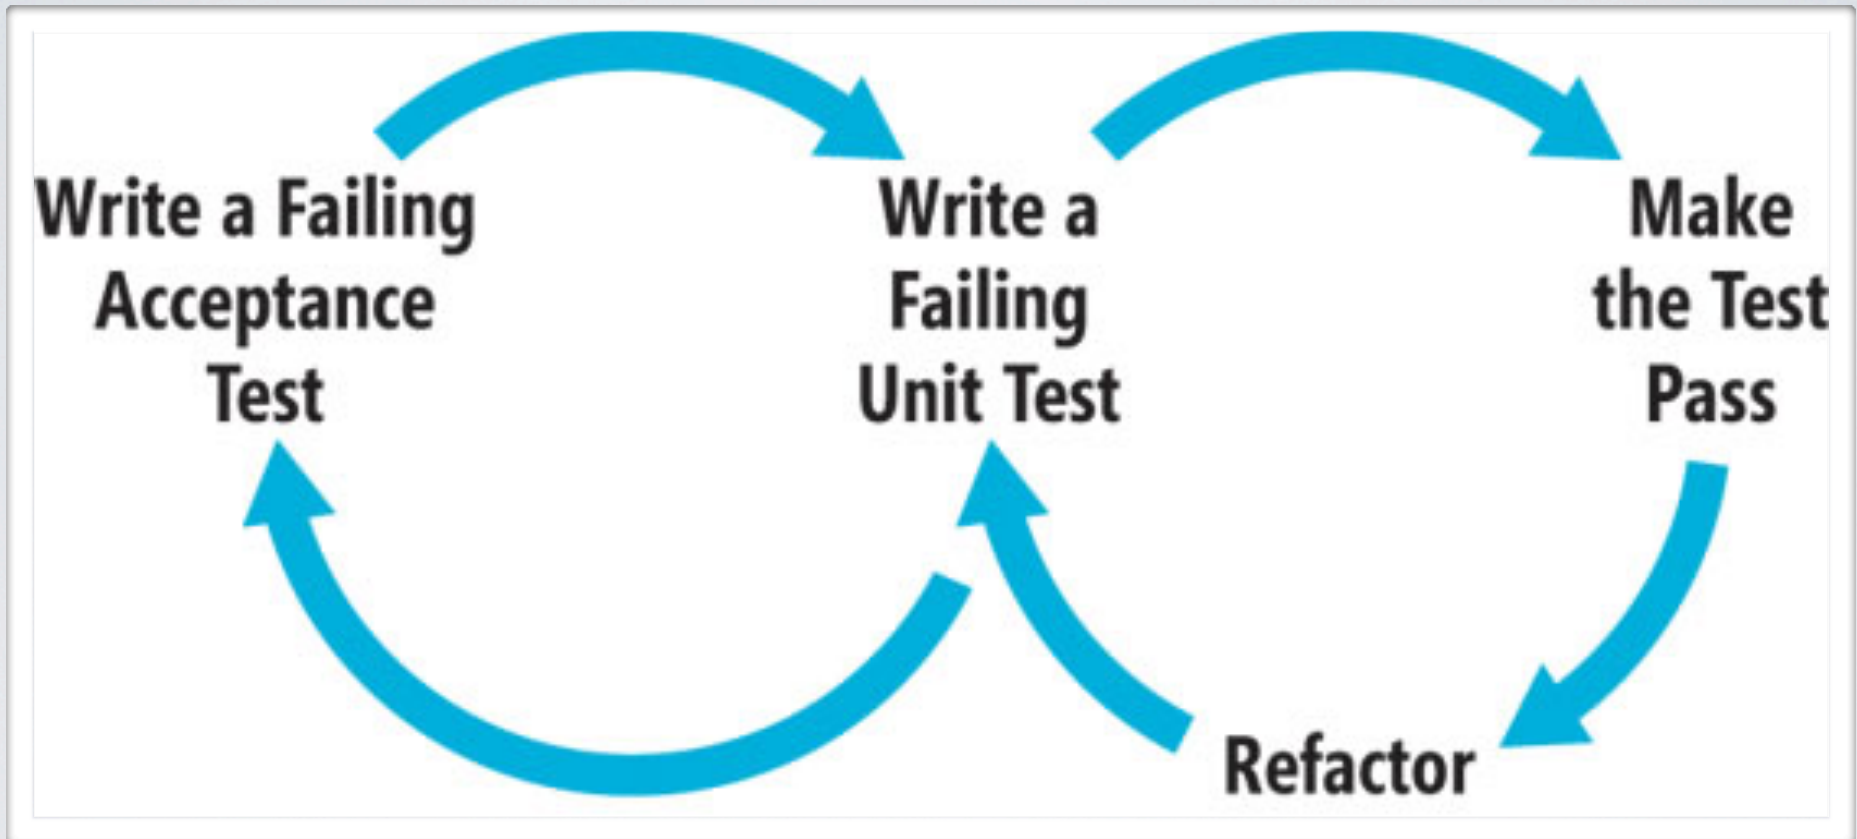 Write a Failing
Acceptance
Test
Write a
Failing
Unit Test
Make
the Test
Pass
Refactor